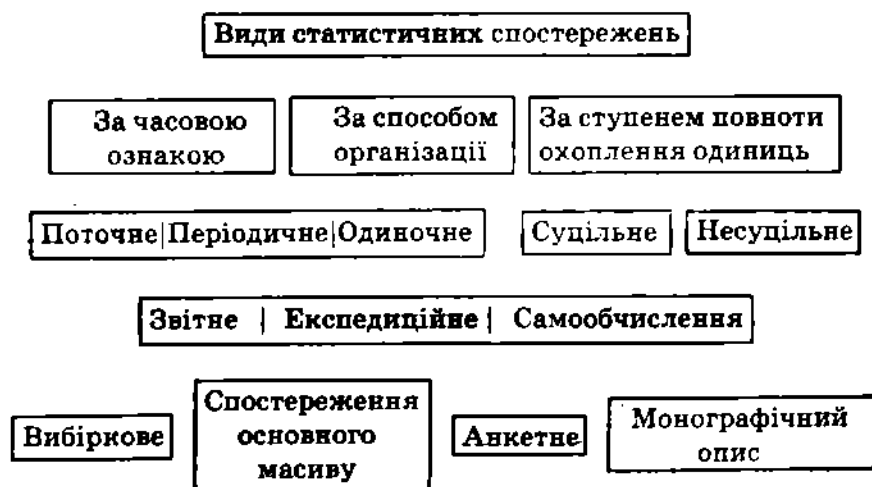 Види статистичних спостережень
За часовою
ознакою
За способом
організації
За ступенем повноти
охоплення одиниць
Поточне|Періодичне|Одиночне
Суцільне
Несуцільне
Звітне | Експедиційне | Самообчислення
Вибіркове
Спостереження
основного
масиву
Анкетне
Монографічний
опис